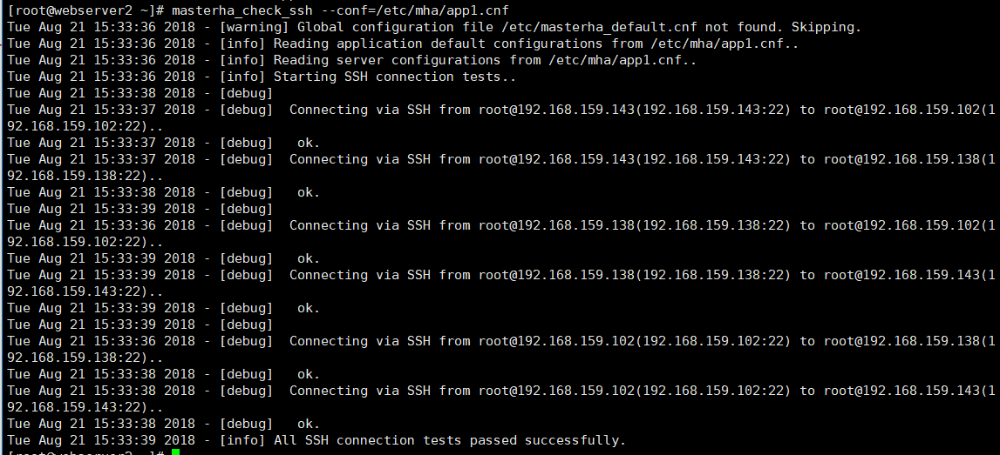 [root@webserver2 ~]# masterha_check_ssh --conf=/etc/mha/app1.cnf
Tue Aug 21 15:33:36 2018 - [warning] Global configuration file /etc/masterha_default.cnf not found. Skipping.
Tue Aug 21 15:33:36 2018 - [info] Reading application default configurations from /etc/mha/app1.cnf..
Tue Aug 21 15:33:36 2018 - [info] Reading server configurations from /etc/mha/app1.cnf..
Tue Aug 21 15:33:36 2018 - [info] Starting SSH connection tests..
Tue Aug 21 15:33:38 2018 - [debug]
Tue Aug 21 15:33:37 2018 - [debug]  Connecting via SSH from root@192.168.159.143(192.168.159.143:22) to root@192.168.159.102(1
92.168.159.102:22)..
Tue Aug 21 15:33:37 2018 - [debug]   ok.
Tue Aug 21 15:33:37 2018 - [debug]  Connecting via SSH from root@192.168.159.143(192.168.159.143:22) to root@192.168.159.138(1
92.168.159.138:22)..
Tue Aug 21 15:33:38 2018 - [debug]   ok.
Tue Aug 21 15:33:39 2018 - [debug]
Tue Aug 21 15:33:36 2018 - [debug]  Connecting via SSH from root@192.168.159.138(192.168.159.138:22) to root@192.168.159.102(1
92.168.159.102:22)..
Tue Aug 21 15:33:39 2018 - [debug]   ok.
Tue Aug 21 15:33:39 2018 - [debug]  Connecting via SSH from root@192.168.159.138(192.168.159.138:22) to root@192.168.159.143(1
92.168.159.143:22)..
Tue Aug 21 15:33:39 2018 - [debug]   ok.
Tue Aug 21 15:33:39 2018 - [debug]
Tue Aug 21 15:33:36 2018 - [debug]  Connecting via SSH from root@192.168.159.102(192.168.159.102:22) to root@192.168.159.138(1
92.168.159.138:22)..
Tue Aug 21 15:33:38 2018 - [debug]   ok.
Tue Aug 21 15:33:38 2018 - [debug]  Connecting via SSH from root@192.168.159.102(192.168.159.102:22) to root@192.168.159.143(1
92.168.159.143:22)..
Tue Aug 21 15:33:38 2018 - [debug]   ok.
Tue Aug 21 15:33:39 2018 - [info] All SSH connection tests passed successfully.
[root@webserver2 ~]#